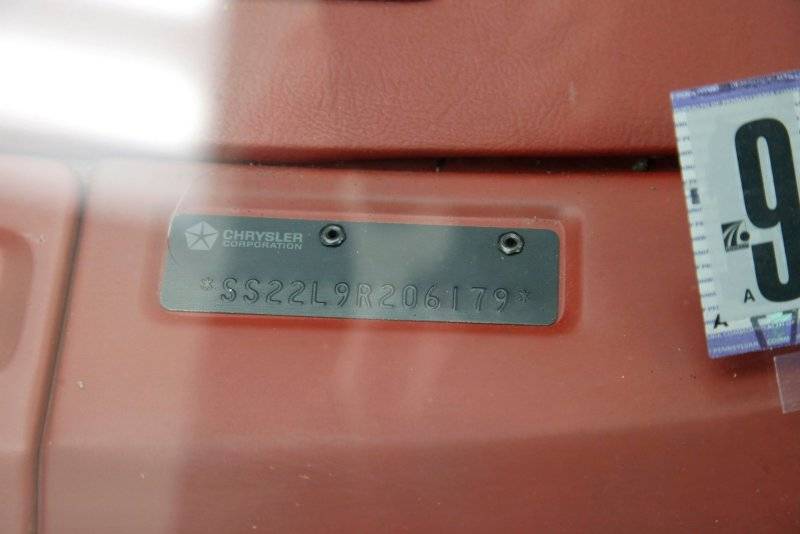 CHRYSLER
CORPORATION
*SS22L9R206179*
9
A